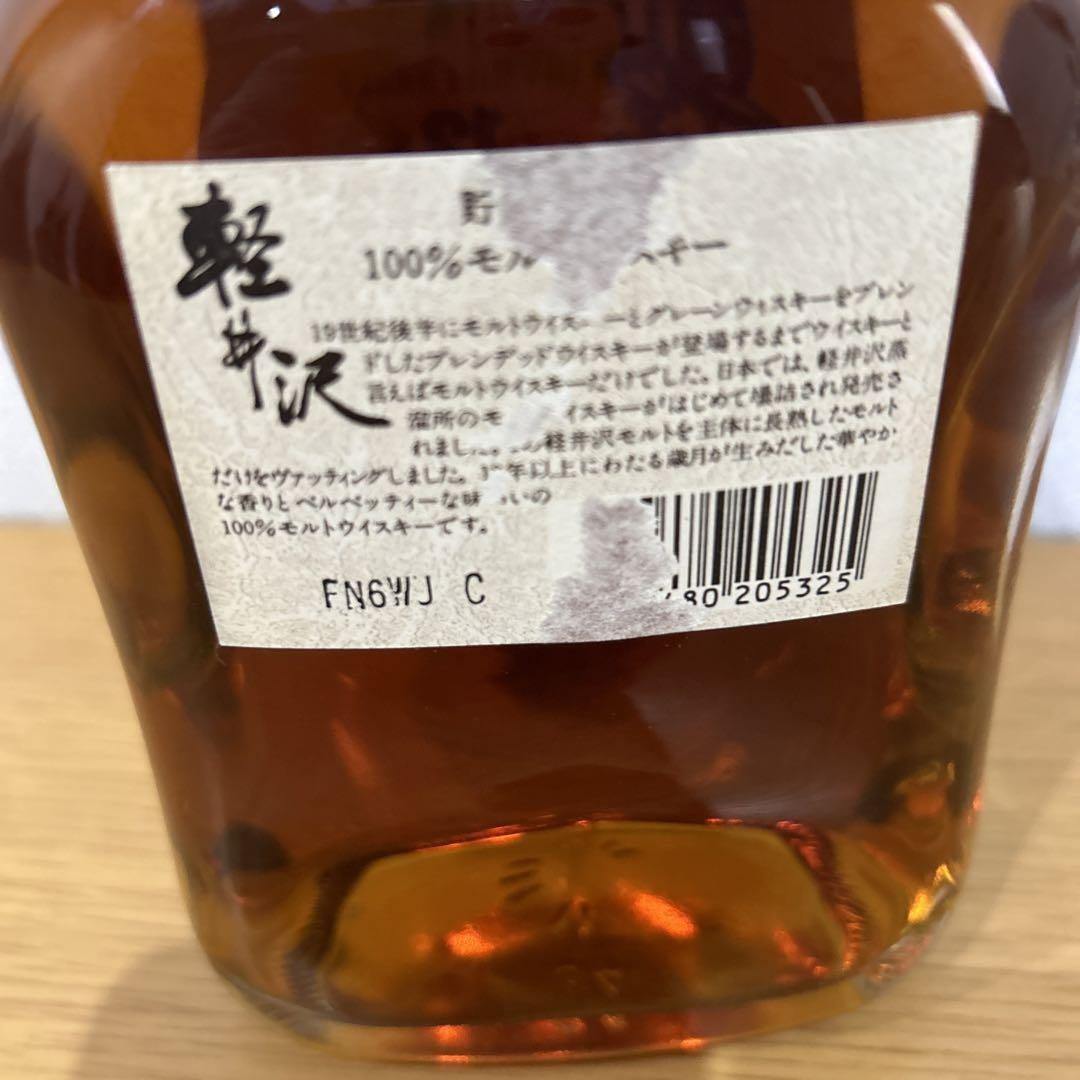 軽井沢
貯
100%モル スキー
19世紀後半にモルトウイス ーとグレーンウィスキーをブレン
ドしたブレンデッドウイスキーが登場するまでウイスキーと
言えばモルトウイスキーだけでした。日本では、軽井沢蒸
溜所のモ イスキーがはじめて壜詰され発売さ
れまし 軽井沢モルトを主体に長熟したモルト
だけをヴァッティングしました。 年以上にわたる歳月が生みだした華やか
な香りとベルベッティーな味 いの
100%モルトウイスキーです。
FN6WJ C
80 205325